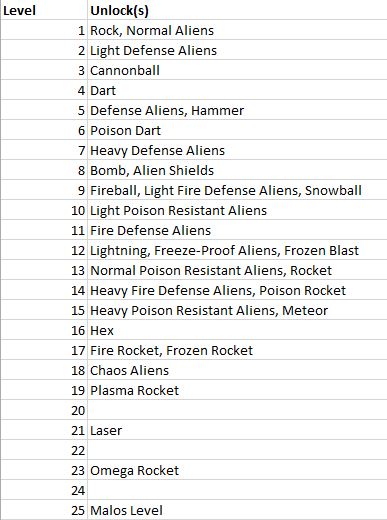 Level Unlock(s)
1 Rock, Normal Aliens
2 Light Defense Aliens
3 Cannonball
4 Dart
5 Defense Aliens, Hammer
6 Poison Dart
7 Heavy Defense Aliens
8 Bomb, Alien Shields
9 Fireball, Light Fire Defense Aliens, Snowball
10 Light Poison Resistant Aliens
11 Fire Defense Aliens
12 Lightning, Freeze-Proof Aliens, Frozen Blast
13 Normal Poison Resistant Aliens, Rocket
14 Heavy Fire Defense Aliens, Poison Rocket
15 Heavy Poison Resistant Aliens, Meteor
16 Hex
17 Fire Rocket, Frozen Rocket
18 Chaos Aliens
19 Plasma Rocket
20
21 Laser
22
23 Omega Rocket
24
25 Malos Level